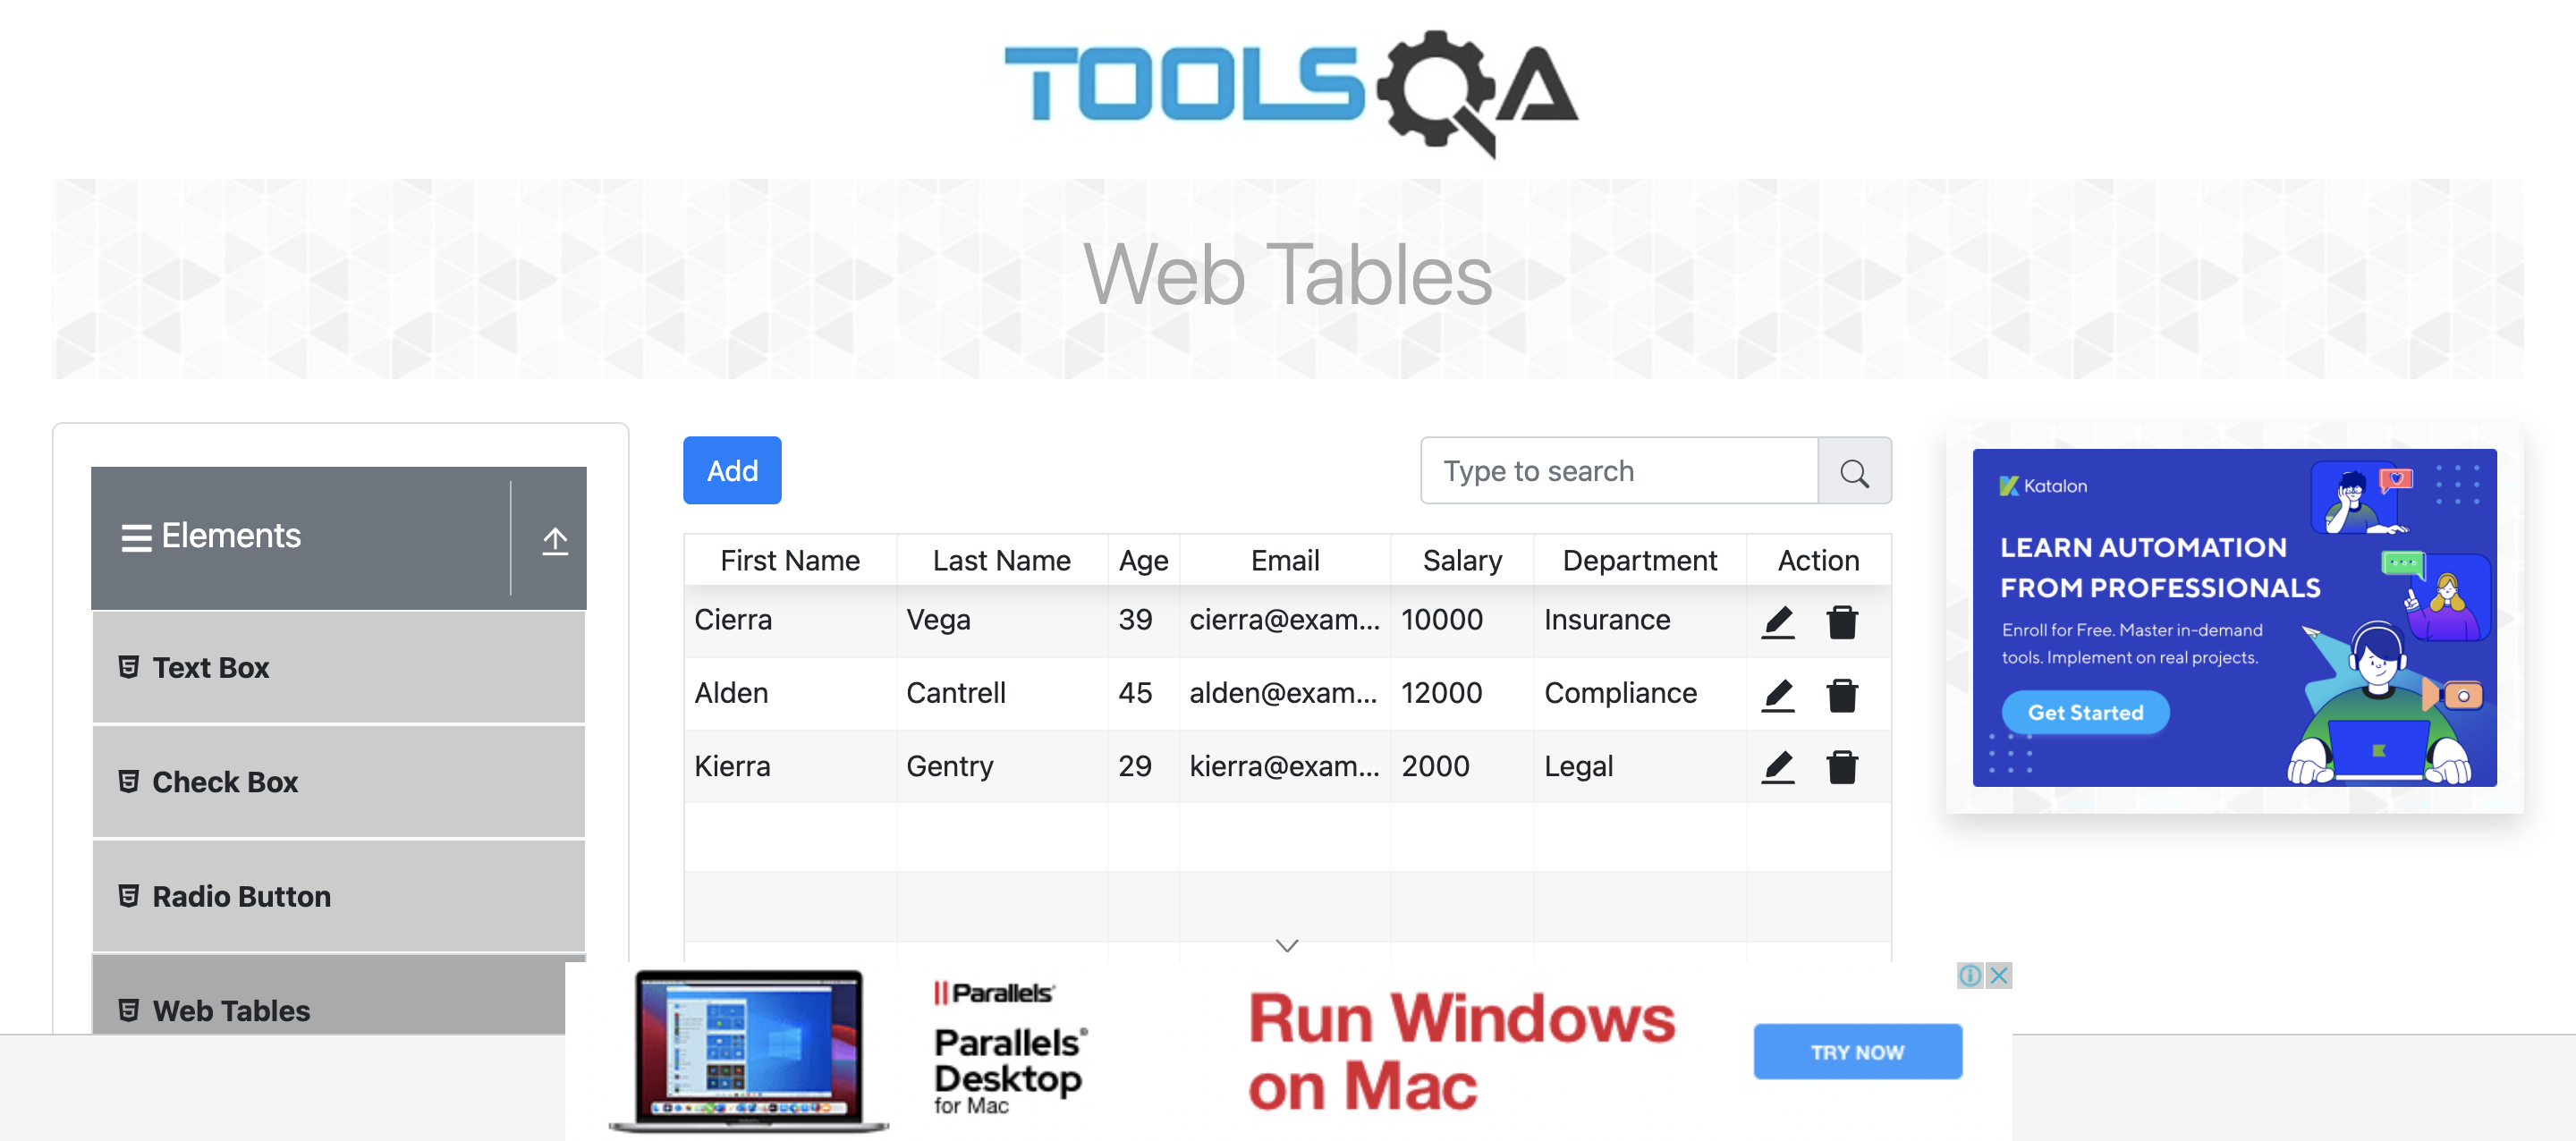 TOOLSQA
Web Tables
Elements
Text Box
Check Box
Radio Button
Web Tables
Add
Type to search
First Name Last Name Age Email Salary Department Action
Cierra Vega 39 cierra@exam... 10000 Insurance
Alden Cantrell 45 alden@exam... 12000 Compliance
Kierra Gentry 29 kierra@exam... 2000 Legal
Katalon
LEARN AUTOMATION
FROM PROFESSIONALS
Enroll for Free. Master in-demand
tools. Implement on real projects.
Get Started
Parallels®
Parallels®
Desktop
for Mac
Run Windows
on Mac
TRY NOW